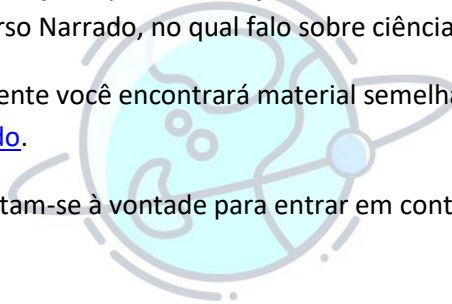 rso Narrado, no qual falo sobre ciência
ente você encontrará material semelha
do.
tam-se à vontade para entrar em cont